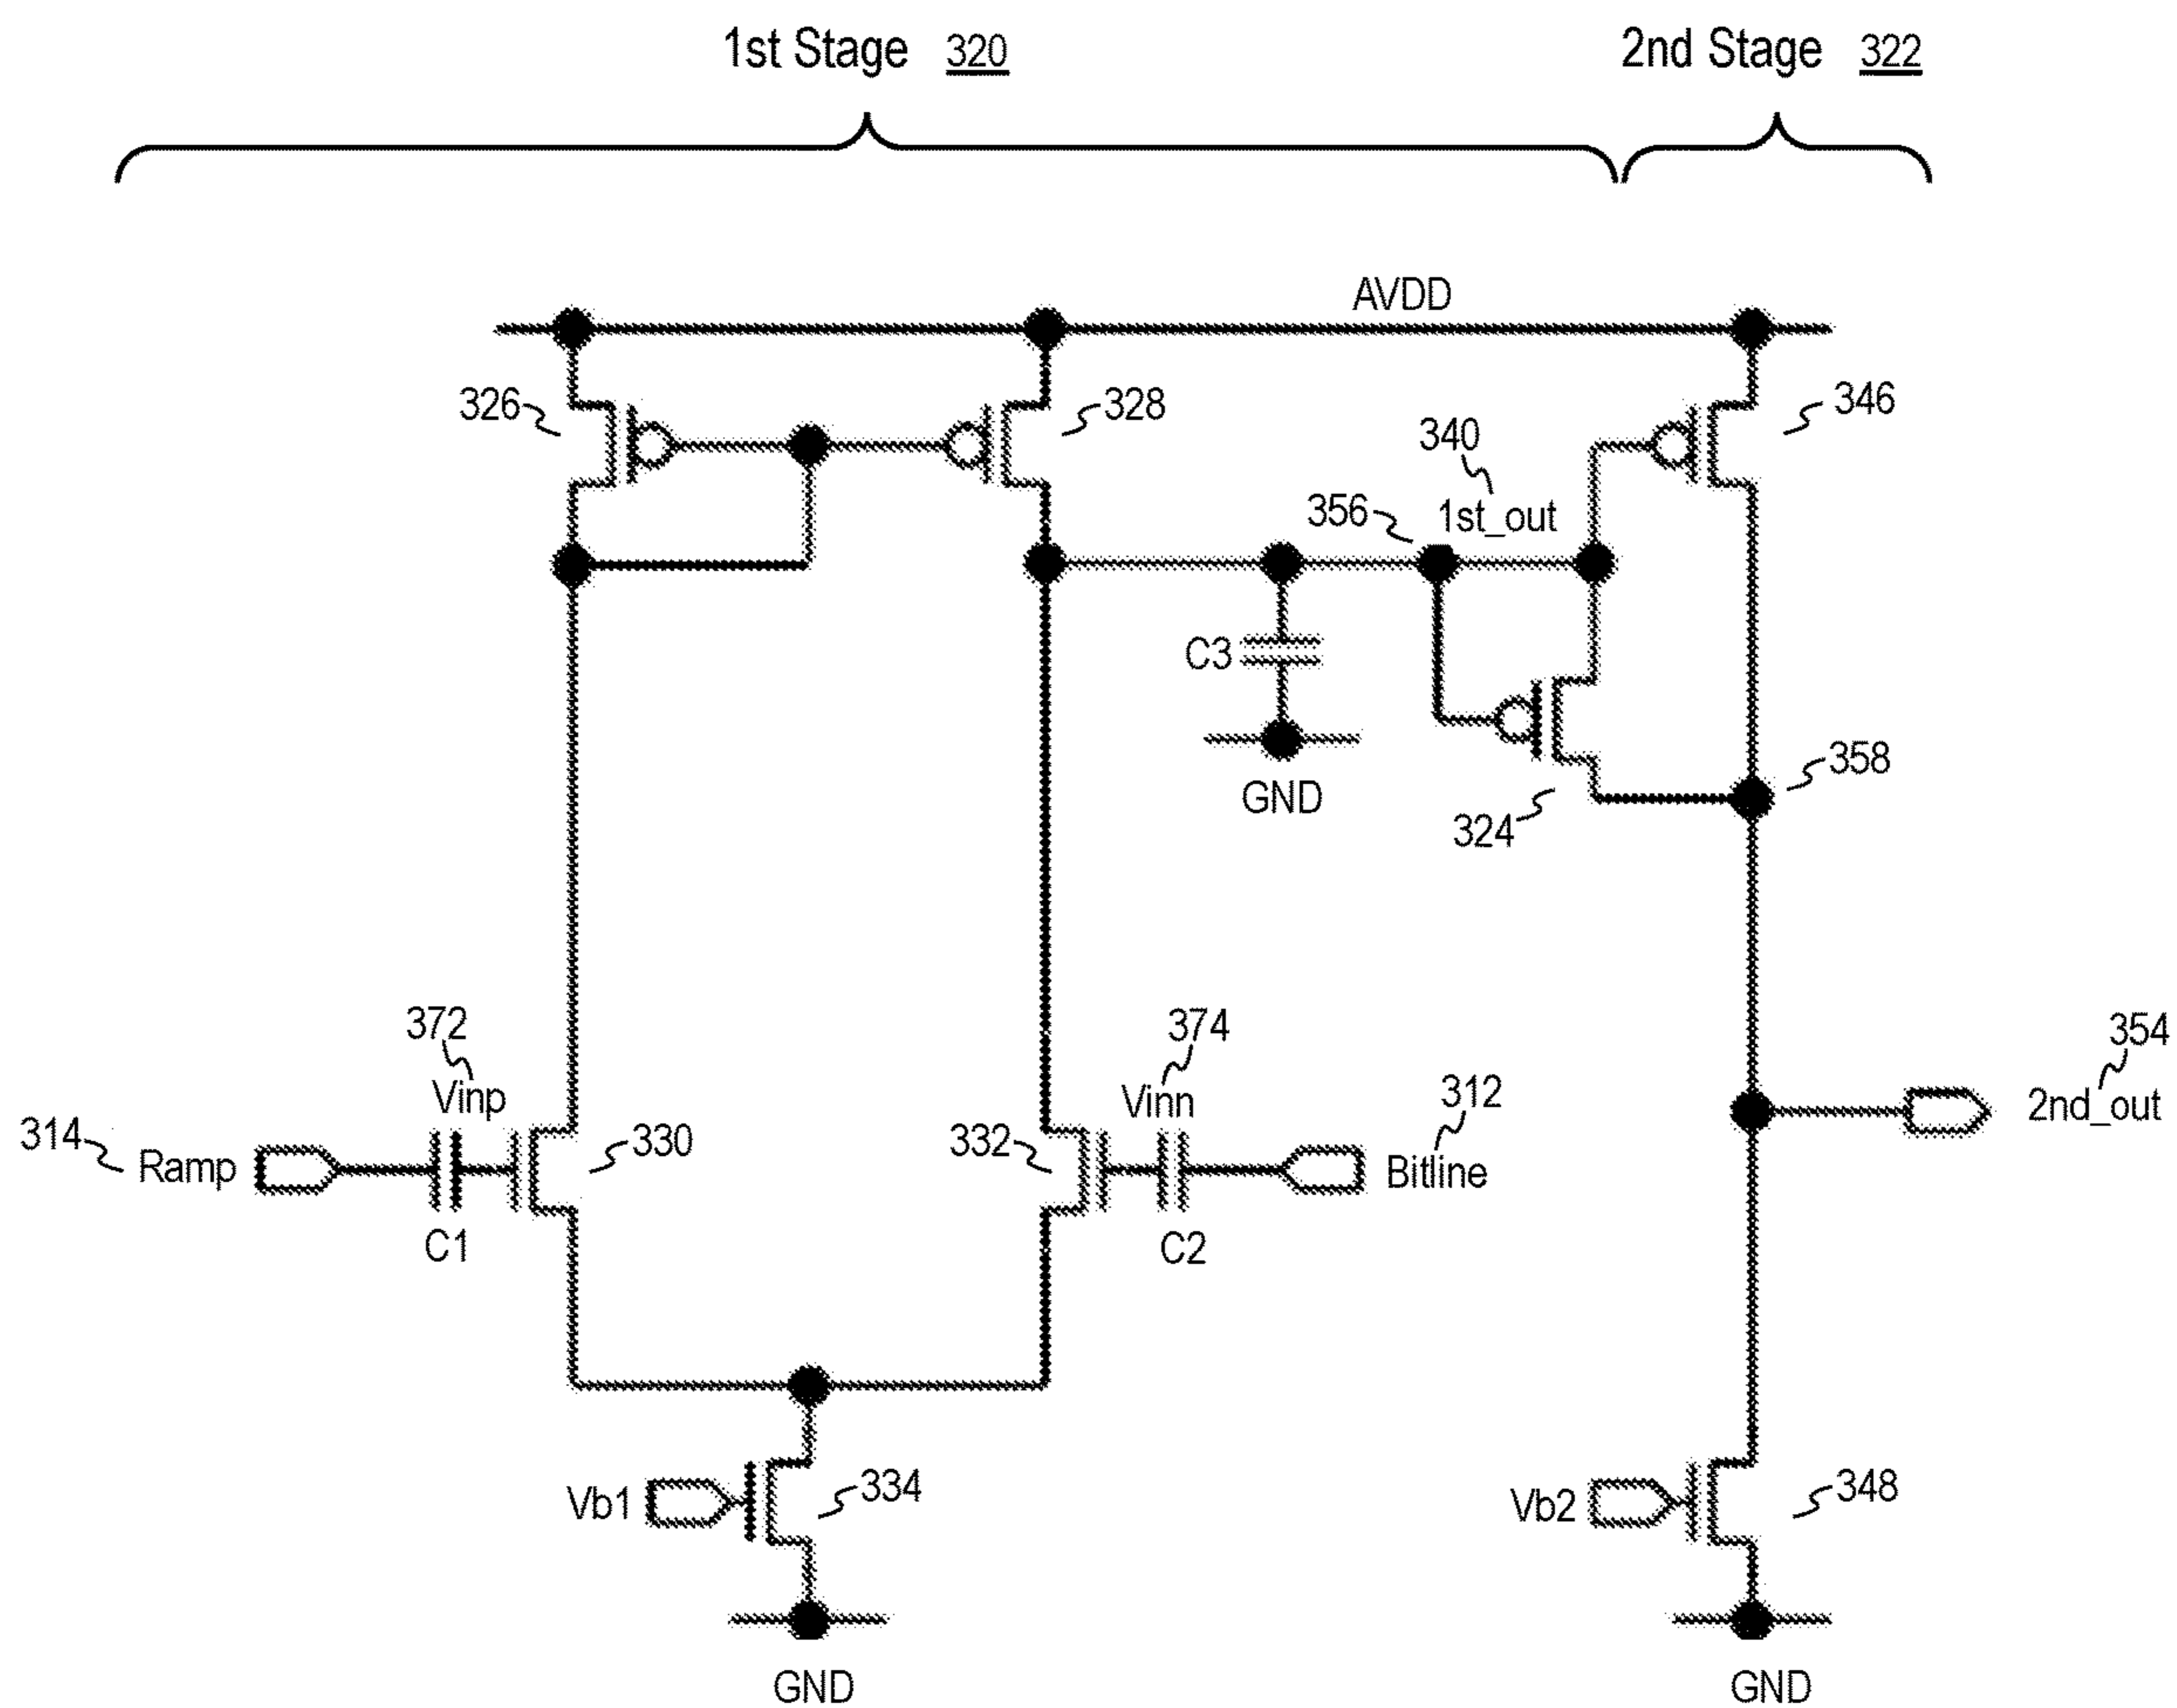 1st Stage 320
2nd Stage 322
AVDD
326
328
346
340
356
1st_out
C3
GND
358
324
372
Vinp
374
Vinn
312
Bitline
354
2nd_out
314
Ramp
330
332
C1
C2
Vb1
334
Vb2
348
GND
GND